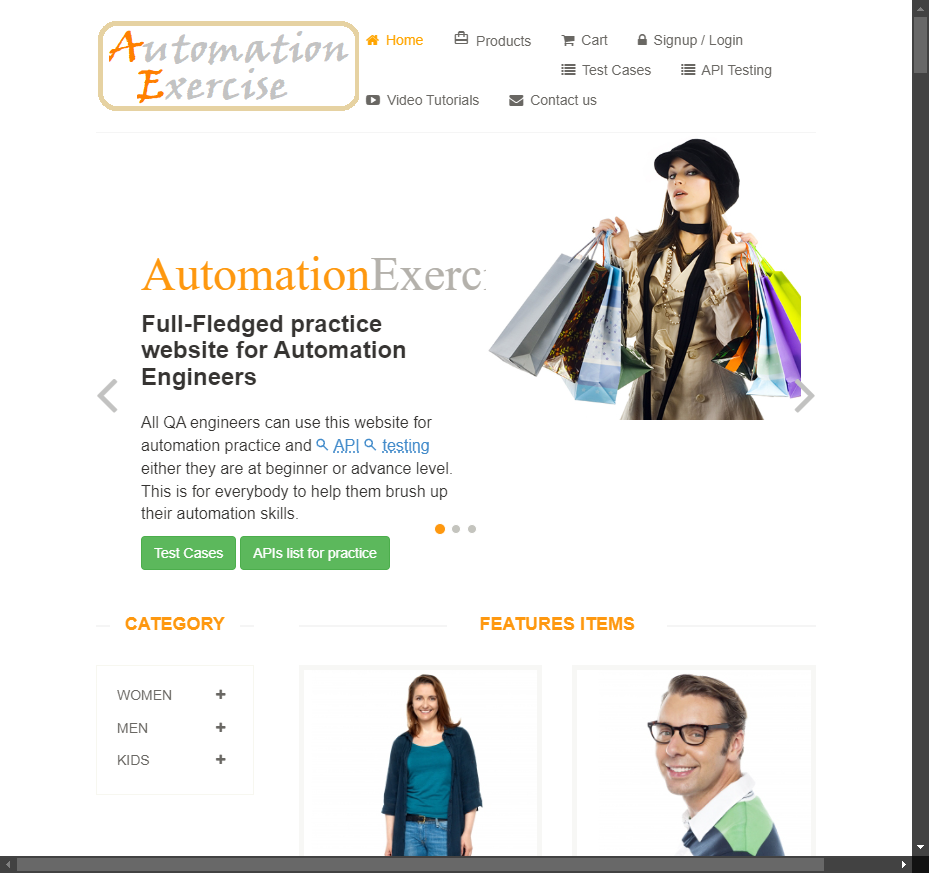 Automation
Exercise
Home
Products
Cart
Signup / Login
Test Cases
API Testing
Video Tutorials
Contact us
AutomationExerc
Full-Fledged practice
website for Automation
Engineers
All QA engineers can use this website for
automation practice and API testing
either they are at beginner or advance level.
This is for everybody to help them brush up
their automation skills.
Test Cases
APIs list for practice
CATEGORY
WOMEN
MEN
KIDS
FEATURES ITEMS